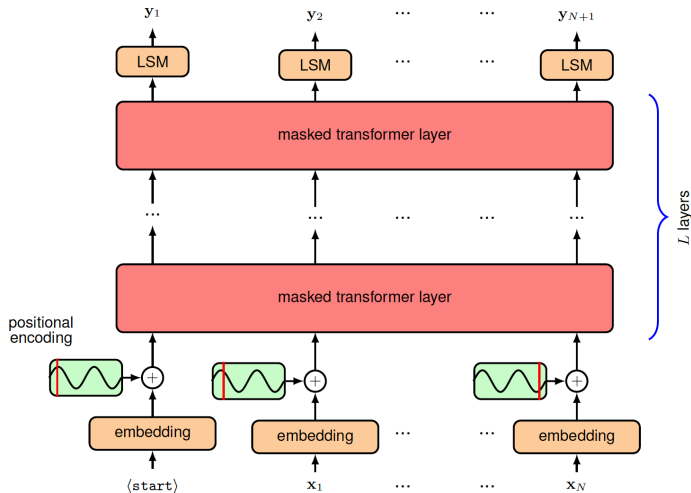 y₁ y₂ ... ... yN+1
LSM LSM ... ... LSM
masked transformer layer
... ... ... ... ...
L layers
masked transformer layer
positional
encoding
+ + +
embedding embedding ... ... embedding
⟨start⟩ x₁ ... ... xN